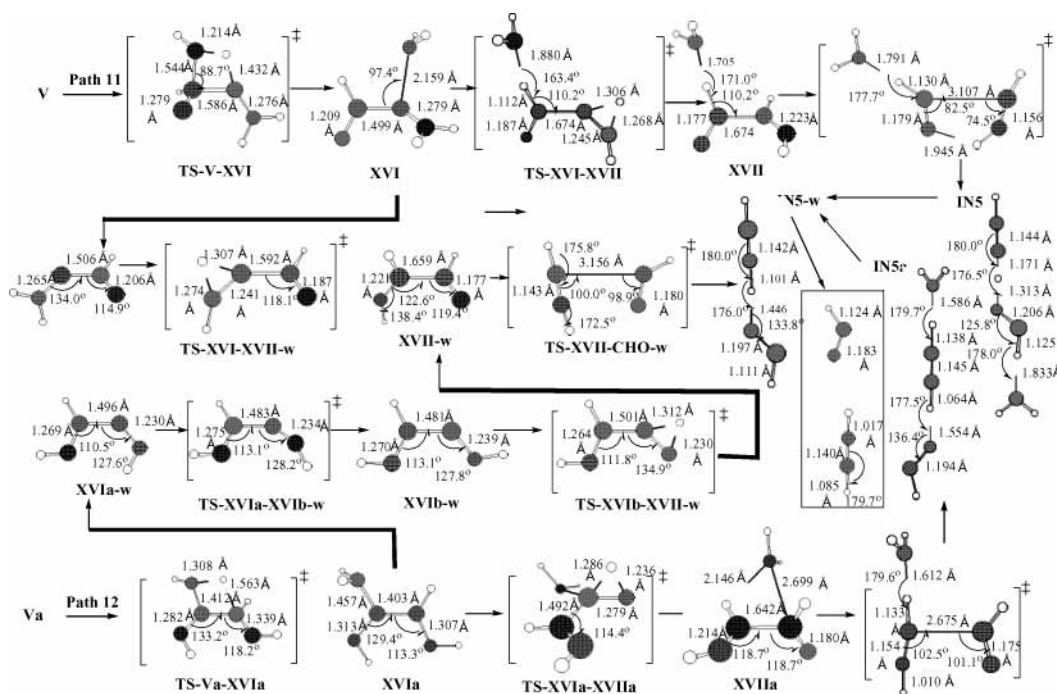 1.214Å
1.544 88.7° 1.432
1.279 Å
1.586Å 1.276Å
V Path 11
TS-V-XVI
‡
97.4° 2.159Å
1.209 Å
1.499 1.279Å
XVI
1.880Å
163.4°
110.2° 1.306Å
1.112Å
1.187Å 1.674Å 1.268Å
1.245Å
TS-XVI-XVII
‡
1.705
171.0°
110.2°
1.177 1.674 1.223Å
XVII
1.791Å
1.130Å
177.7° 3.107 Å
82.5° 74.5°
1.179Å 1.156 Å
1.945 Å
‡
IN5-w
IN5
1.506Å
1.265Å 1.206Å
134.0° 114.9°
1.307Å 1.592Å
1.274 Å 1.241 Å 118.1° 1.187 Å
TS-XVI-XVII-w
‡
1.659 Å
1.221 1.177
122.6°
138.4° 119.4°
XVII-w
175.8°
3.156Å
1.143Å 100.0° 98.9° 1.180 Å
172.5°
TS-XVII-CHO-w
‡
180.0° 1.142Å
1.101Å
176.0° 1.446
133.8°
1.197Å
1.111Å
1.124Å
1.183 Å
1.017 Å
1.140Å
1.085 Å
179.7°
1.586Å
179.7°
1.138Å
1.145Å
1.064Å
177.5°
1.554
136.4°
1.194Å
180.0° 1.144Å
1.171Å
176.5° 1.313Å
1.206 Å
125.8° 1.125
178.0°
1.833Å
1.496Å
1.269Å 1.230Å
110.5°
127.6°
XVIa-w
1.483Å
1.275 Å 1.234Å
113.1°
128.2°
TS-XVIa-XVIb-w
‡
1.481Å
1.270Å 1.239Å
113.1°
127.8°
XVIb-w
1.501Å 1.312Å
1.264 Å 1.230 Å
111.8°
134.9°
TS-XVIb-XVII-w
‡
Va Path 12
1.308 Å
1.563Å
1.412Å
1.282Å 1.339Å
133.2° 118.2°
TS-Va-XVIa
‡
1.457Å 1.403Å
1.313Å 1.307Å
129.4° 113.3°
XVIa
1.286 Å 1.236 Å
1.492Å 1.279Å
114.4°
TS-XVIa-XVIIa
‡
2.146Å 2.699Å
1.642Å
1.214Å 1.180Å
118.7° 118.7°
XVIIa
179.6° 1.612Å
1.133 Å
2.675Å
1.154 Å 102.5° 101.1° 1.175 Å
1.010 Å
‡